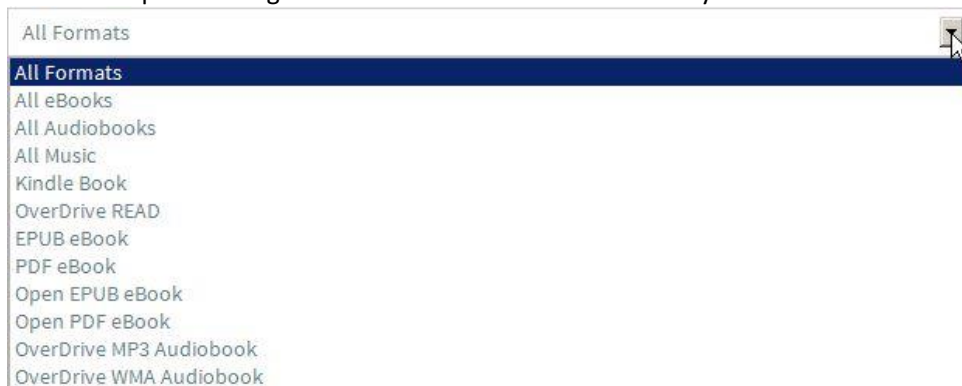 All Formats
All Formats
All eBooks
All Audiobooks
All Music
Kindle Book
OverDrive READ
EPUB eBook
PDF eBook
Open EPUB eBook
Open PDF eBook
OverDrive MP3 Audiobook
OverDrive WMA Audiobook